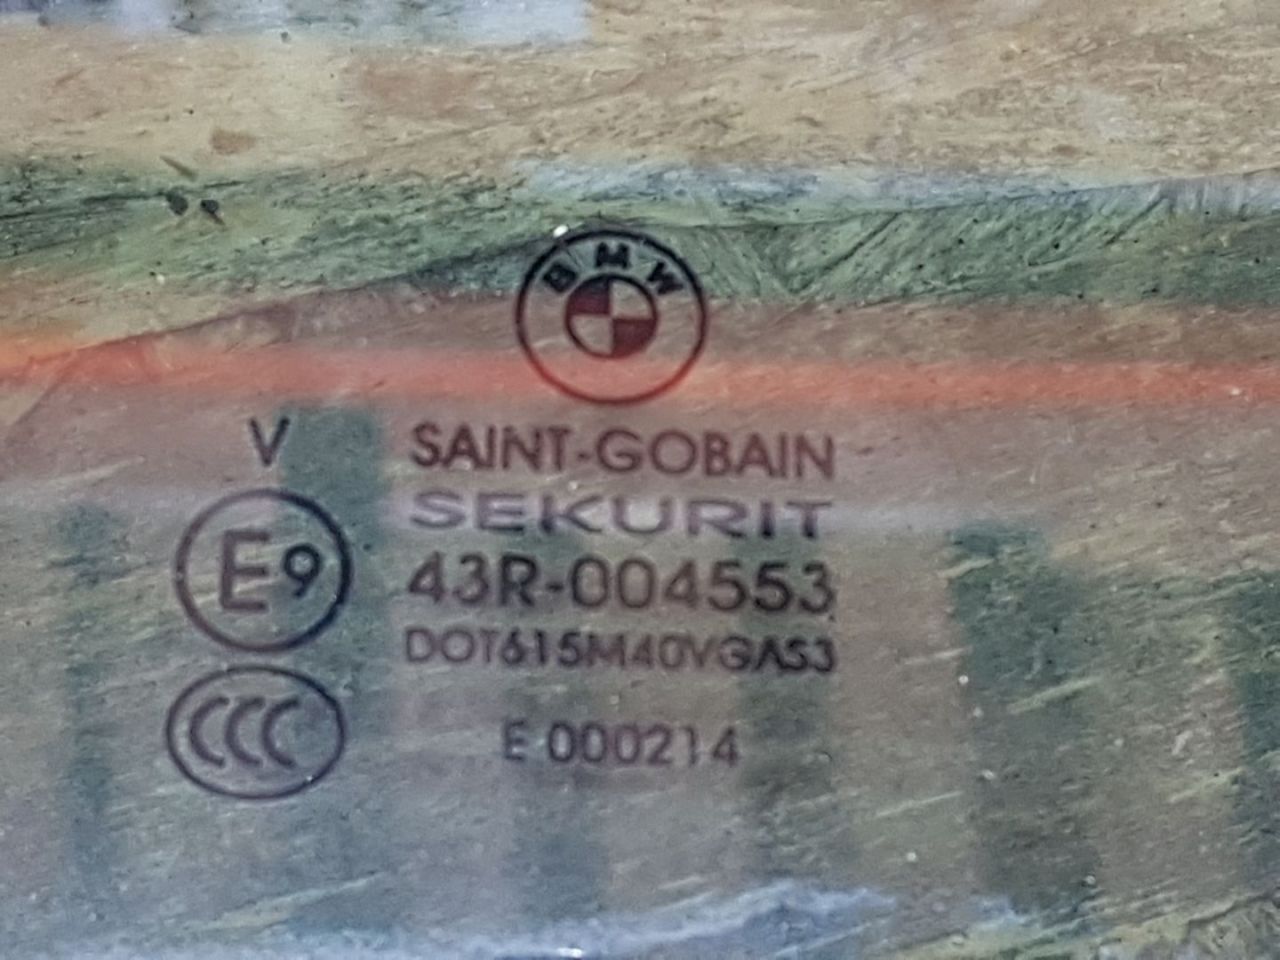 BMW
V
SAINT-GOBAIN
SEKURIT
E9
43R-004553
DOT615M40VGAS3
CCC
E 000214